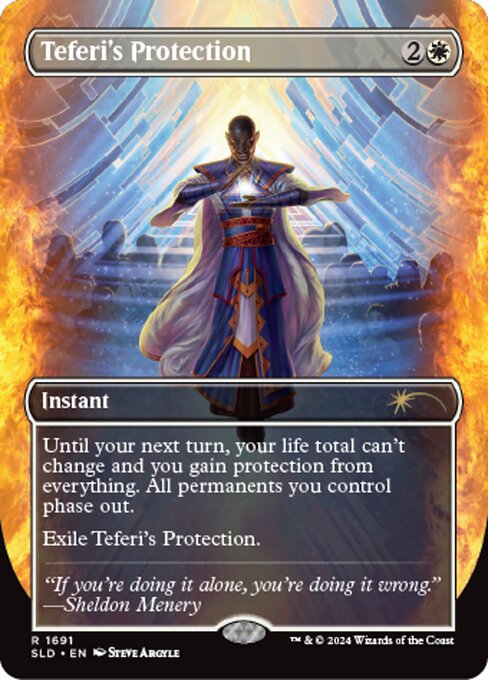 Teferi's Protection 2
Instant
Until your next turn, your life total can't
change and you gain protection from
everything. All permanents you control
phase out.
Exile Teferi's Protection.
"If you're doing it alone, you're doing it wrong."
—Sheldon Menery
R 1691
™ & © 2024 Wizards of the Coast
SLD • EN Steve Argyle